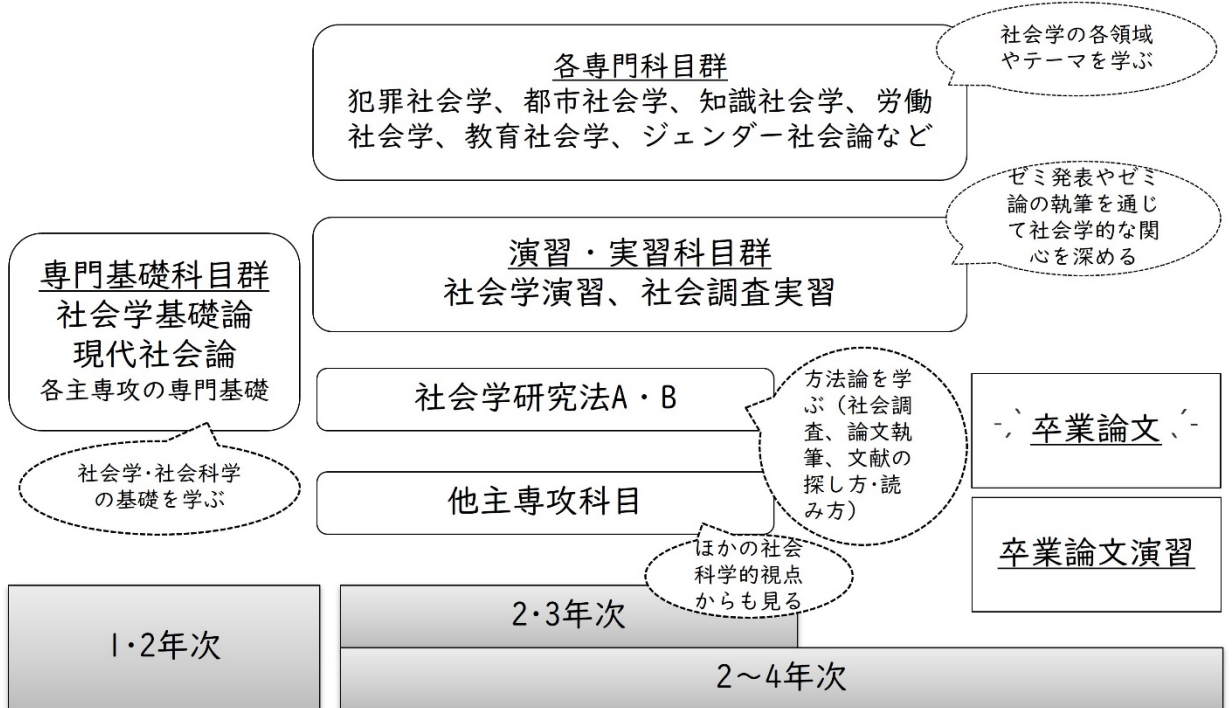 各専門科目群
犯罪社会学、都市社会学、知識社会学、労働
社会学、教育社会学、ジェンダー社会論など
社会学の各領域
やテーマを学ぶ
演習・実習科目群
社会学演習、社会調査実習
ゼミ発表やゼミ
論の執筆を通じ
て社会学的な関
心を深める
専門基礎科目群
社会学基礎論
現代社会論
各主専攻の専門基礎
社会学・社会科学
の基礎を学ぶ
社会学研究法A・B
方法論を学
ぶ（社会調
査、論文執
筆、文献の
探し方・読
み方）
他主専攻科目
ほかの社会
科学的視点
からも見る
卒業論文
卒業論文演習
1・2年次
2・3年次
2～4年次